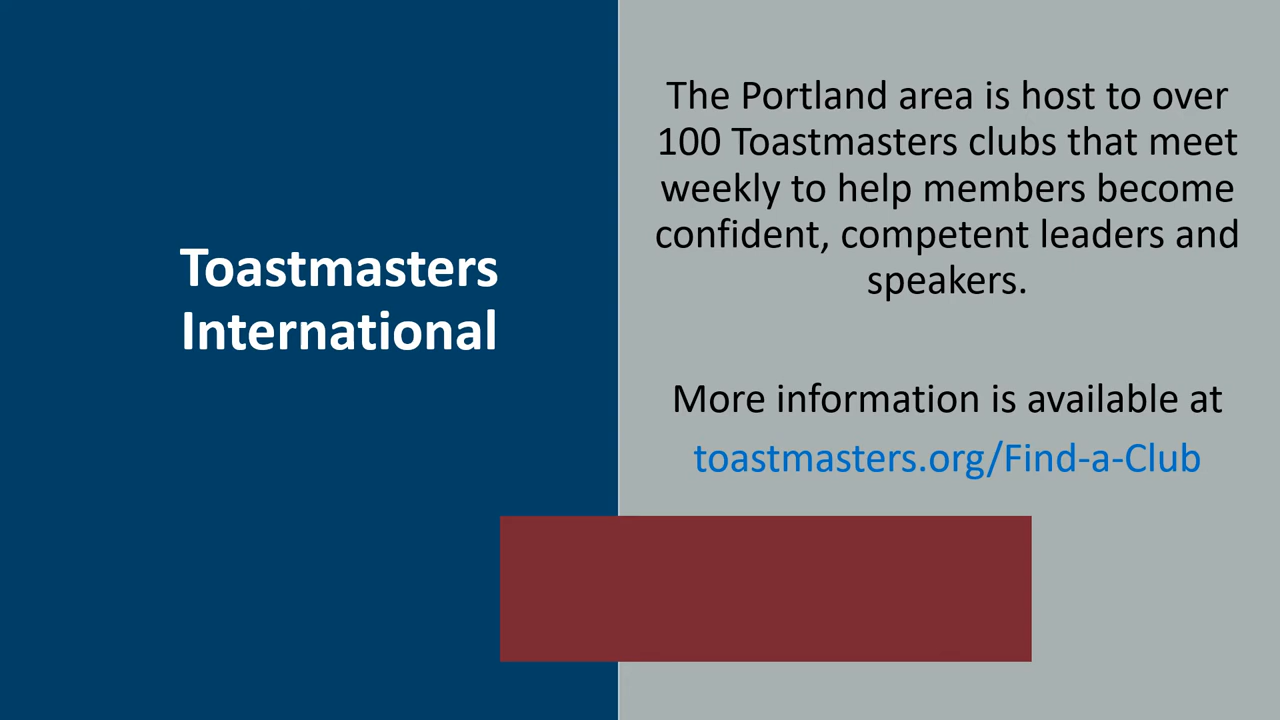 Toastmasters
International
The Portland area is host to over
100 Toastmasters clubs that meet
weekly to help members become
confident, competent leaders and
speakers.
More information is available at
toastmasters.org/Find-a-Club